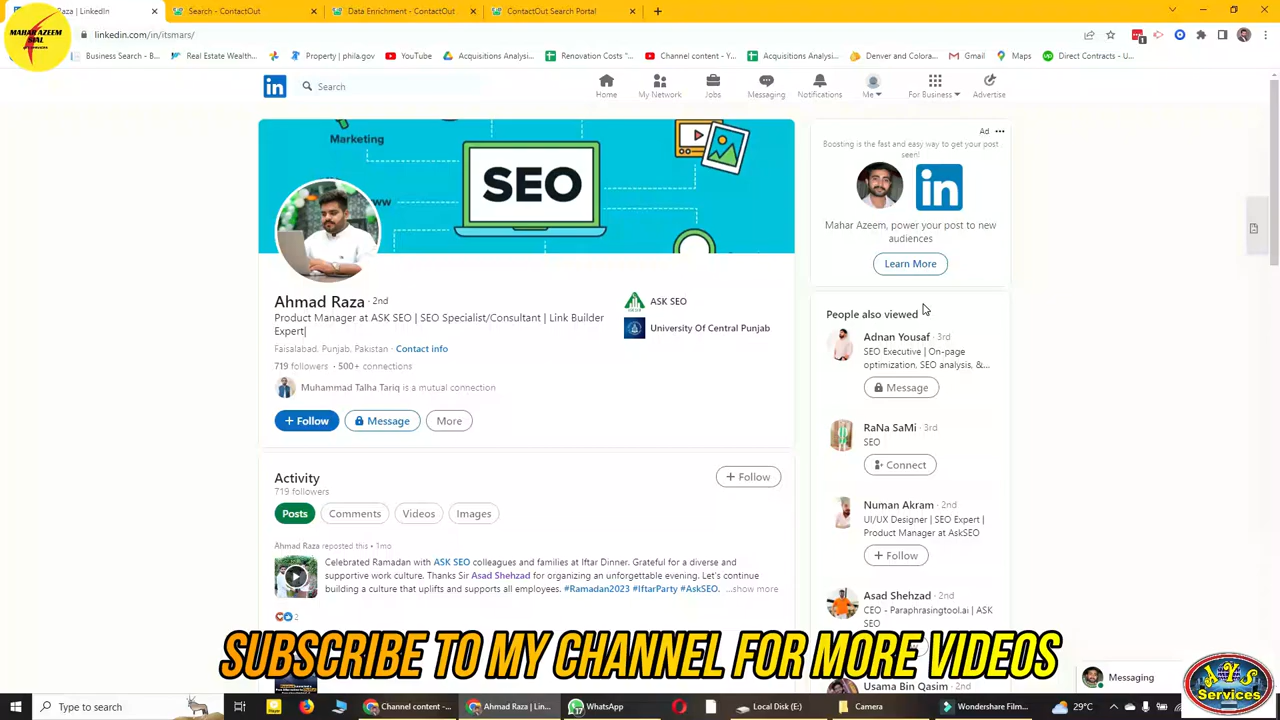 Raza | LinkedIn
Search - ContactOut
Data Enrichment - ContactOut
ContactOut Search Portal
MAHAR AZEEM
SIAL
linkedin.com/in/itsmars/
Business Search - B...
Real Estate Wealth...
Property | phila.gov
YouTube
Acquisitions Analysi...
Renovation Costs "...
Channel content - Y...
Acquisitions Analysi...
Denver and Colora...
Gmail
Maps
Direct Contracts - U...
in
Search
Home
My Network
Jobs
Messaging
Notifications
Me
For Business
Advertise
Marketing
SEO
ww
Ahmad Raza · 2nd
Product Manager at ASK SEO | SEO Specialist/Consultant | Link Builder
Expert|
Faisalabad, Punjab, Pakistan · Contact info
719 followers · 500+ connections
Muhammad Talha Tariq is a mutual connection
+ Follow
Message
More
ASK SEO
University Of Central Punjab
Activity
719 followers
+ Follow
Posts
Comments
Videos
Images
Ahmad Raza reposted this • 1mo
Celebrated Ramadan with ASK SEO colleagues and families at Iftar Dinner. Grateful for a diverse and
supportive work culture. Thanks Sir Asad Shehzad for organizing an unforgettable evening. Let's continue
building a culture that uplifts and supports all employees. #Ramadan2023 #IftarParty #AskSEO. ...show more
2
Ad
Boosting is the fast and easy way to get your post
seen!
in
Mahar Azeem, power your post to new
audiences
Learn More
People also viewed
Adnan Yousaf · 3rd
SEO Executive | On-page
optimization, SEO analysis, &...
Message
RaNa SaMi · 3rd
SEO
Connect
Numan Akram · 2nd
UI/UX Designer | SEO Expert |
Product Manager at AskSEO
+ Follow
Asad Shehzad · 2nd
CEO - Paraphrasingtool.ai | ASK
SEO
Usama Bin Qasim · 2nd
SUBSCRIBE TO MY CHANNEL FOR MORE VIDEOS
Messaging
Services
Type here to search
Channel content -...
Ahmad Raza | Lin...
WhatsApp
Local Disk (E:)
Camera
Wondershare Film...
29°C